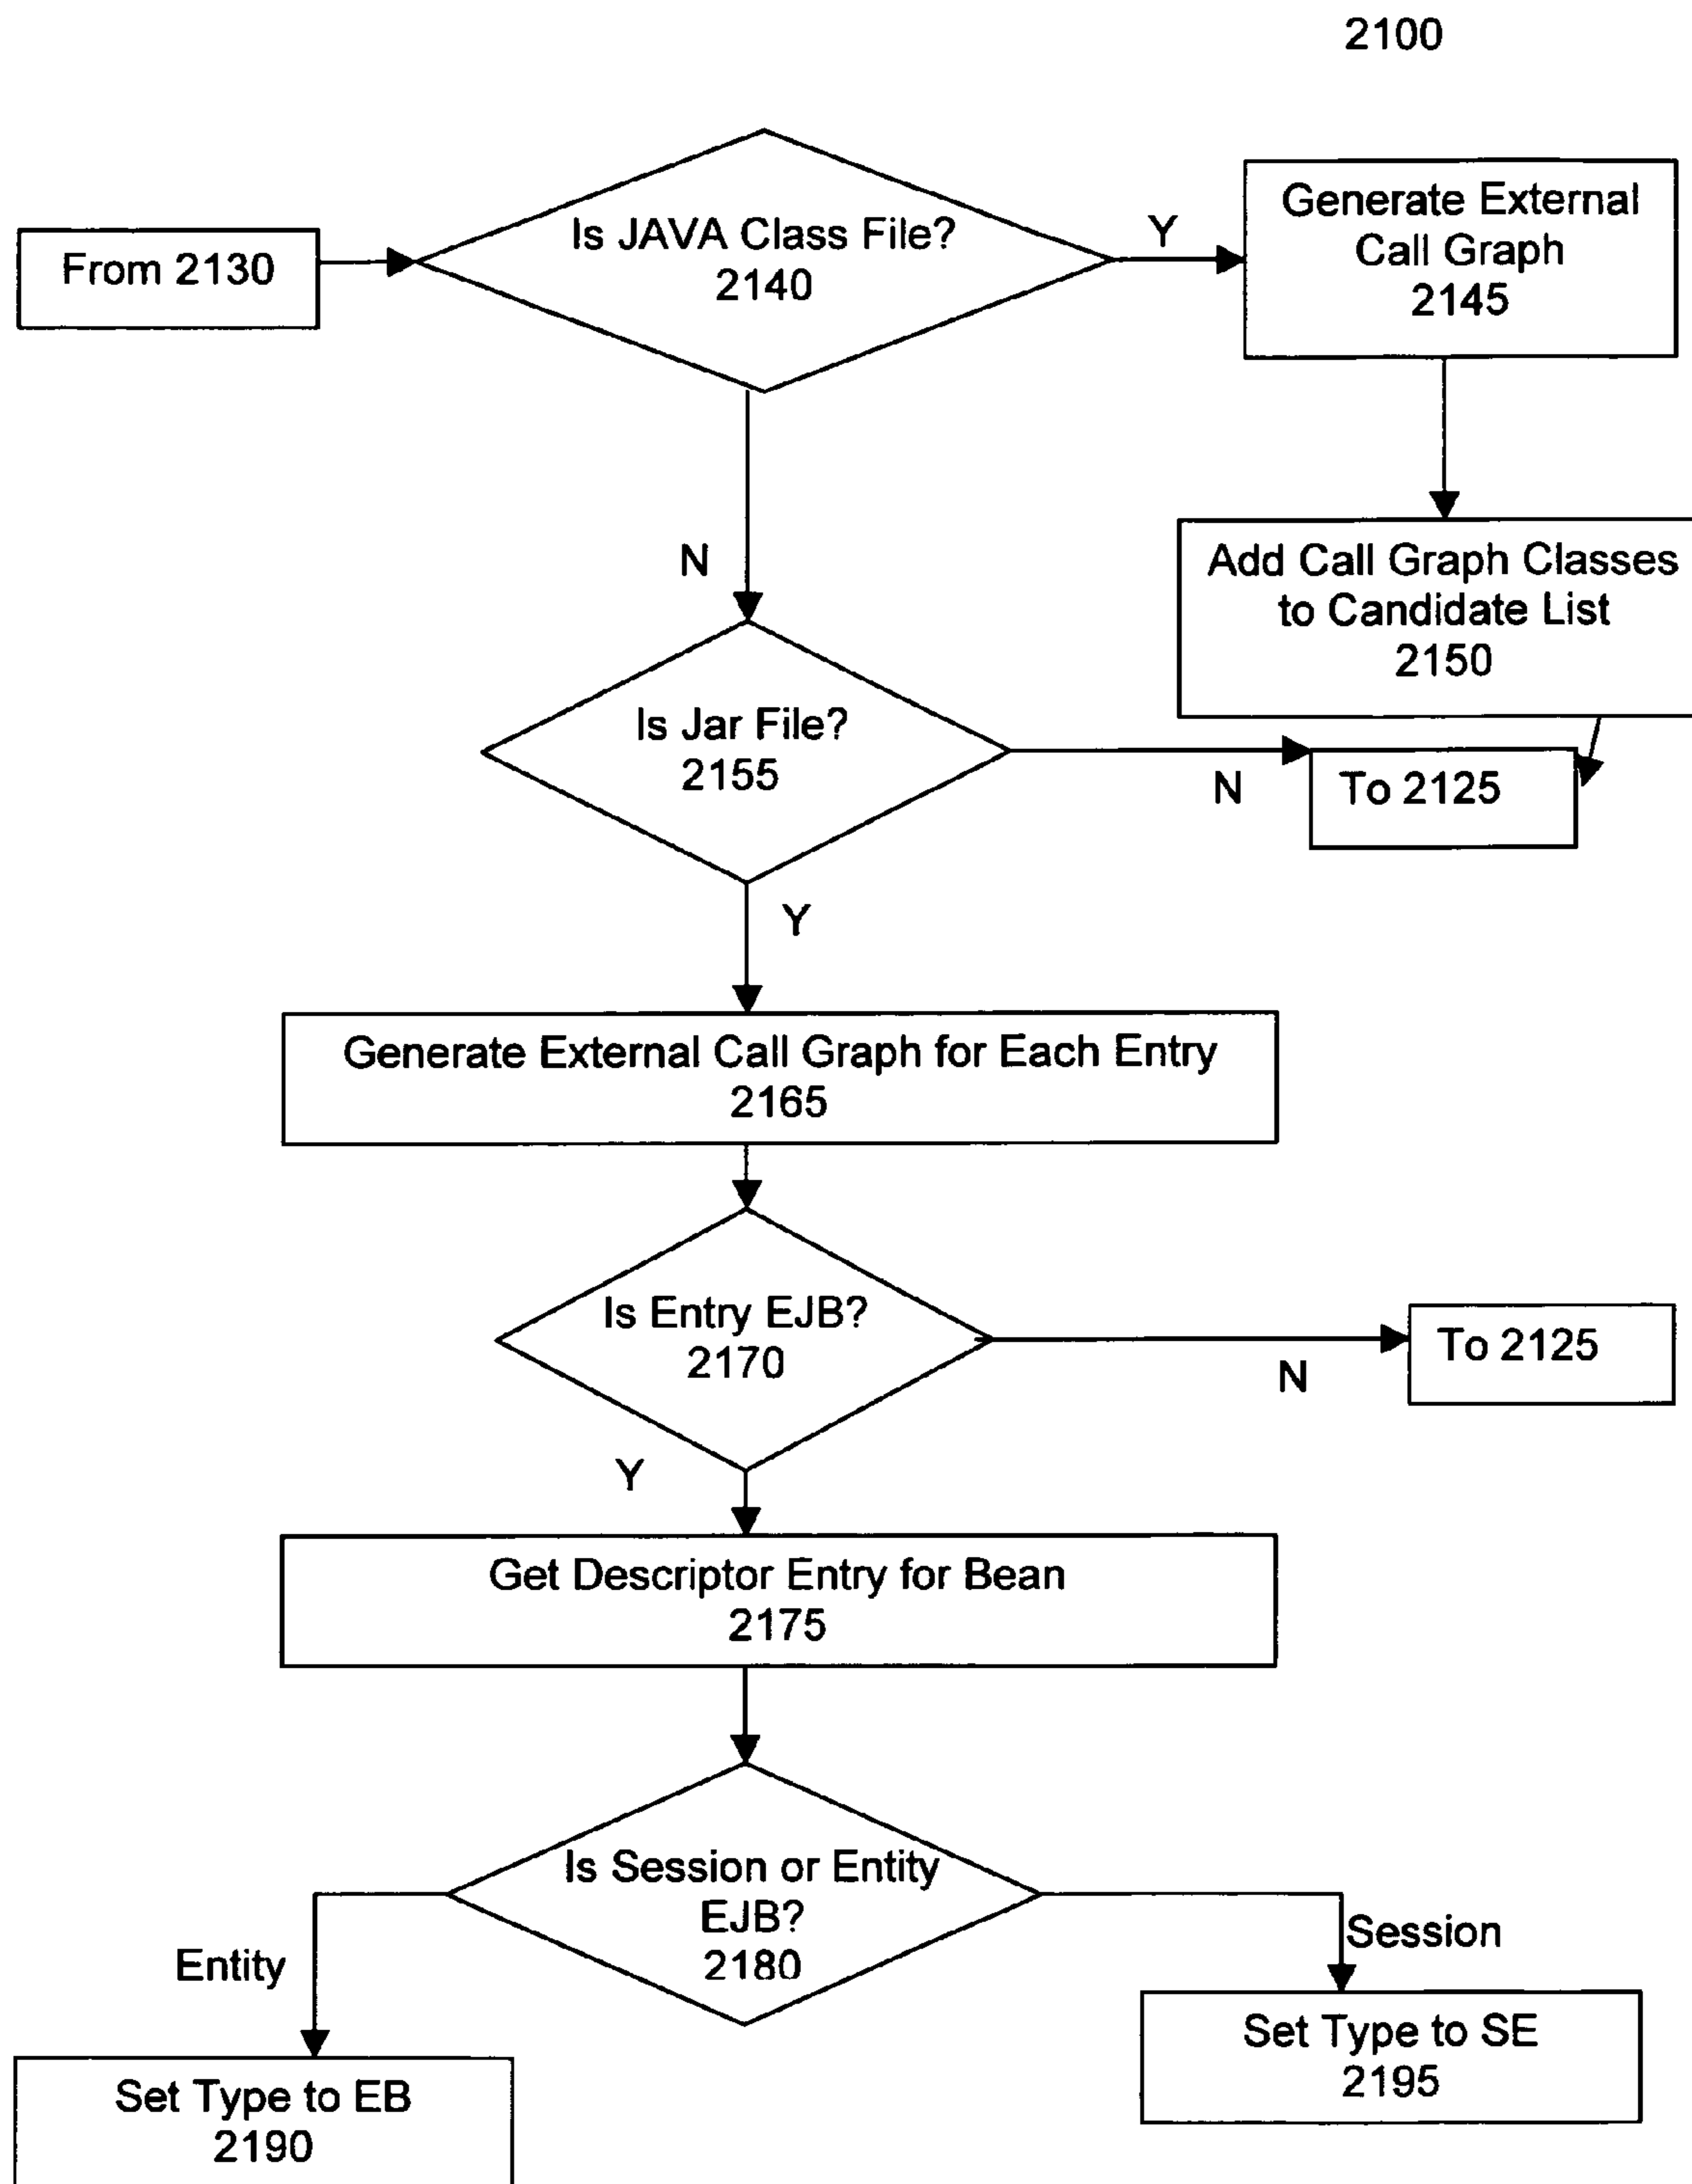 2100
From 2130
Is JAVA Class File?
2140
Y
Generate External
Call Graph
2145
N
Add Call Graph Classes
to Candidate List
2150
Is Jar File?
2155
N
To 2125
Y
Generate External Call Graph for Each Entry
2165
Is Entry EJB?
2170
N
To 2125
Y
Get Descriptor Entry for Bean
2175
Is Session or Entity
EJB?
2180
Entity
Session
Set Type to EB
2190
Set Type to SE
2195